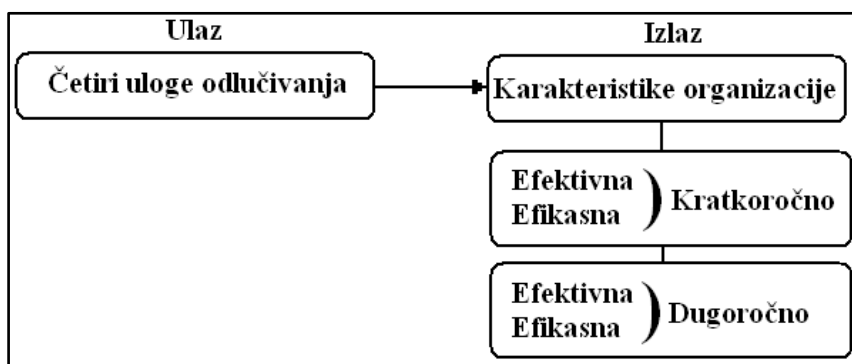 Ulaz
Izlaz
Četiri uloge odlučivanja
Karakteristike organizacije
Efektivna
Efikasna
Kratkoročno
Efektivna
Efikasna
Dugoročno